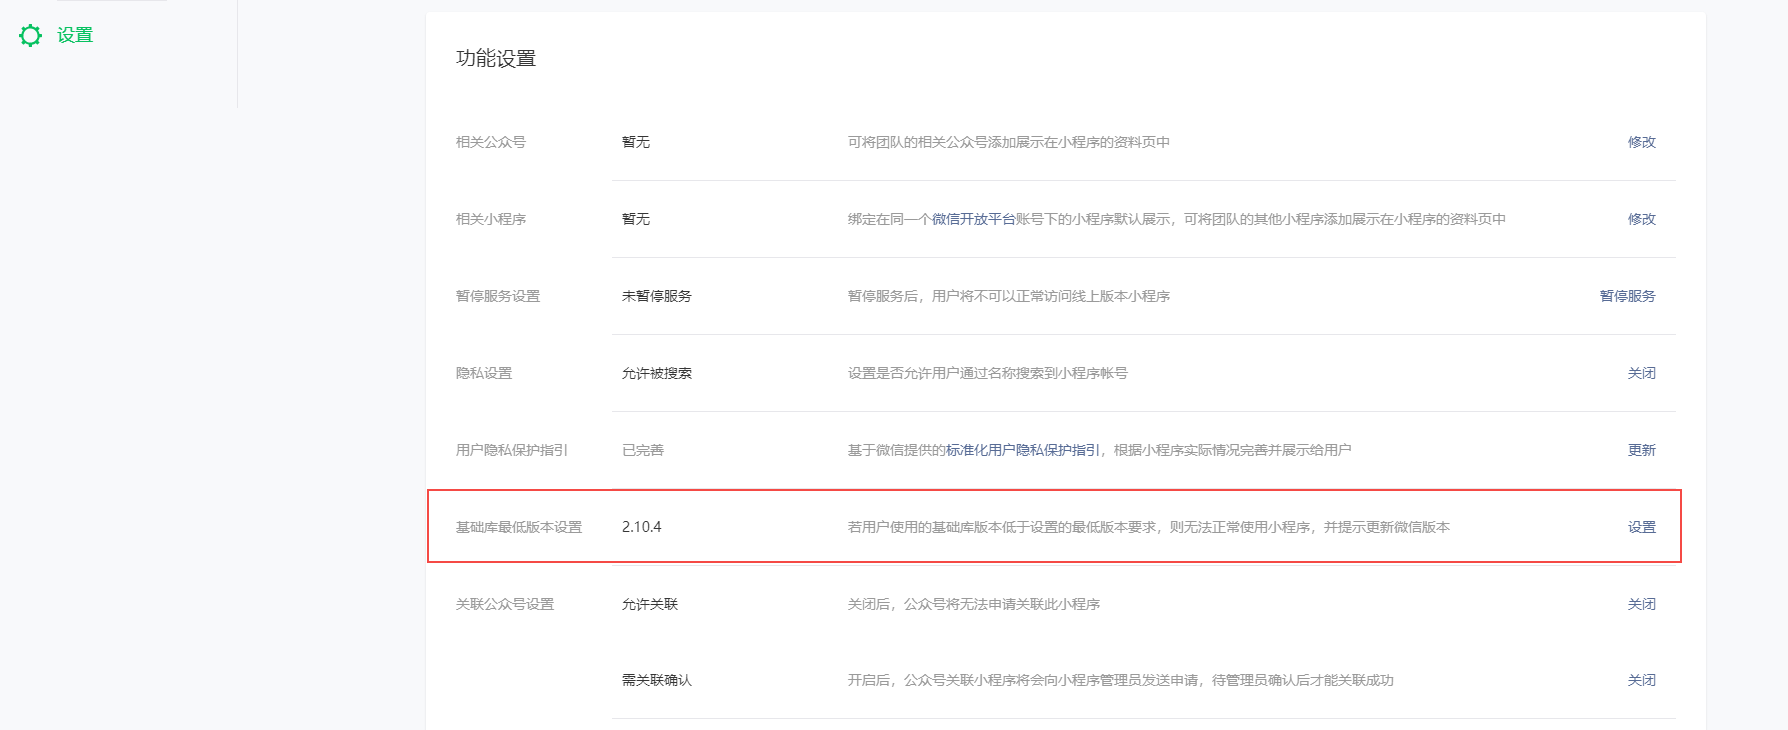 设置
功能设置
相关公众号 暂无 可将团队的相关公众号添加展示在小程序的资料页中 修改
相关小程序 暂无 绑定在同一个微信开放平台账号下的小程序默认展示，可将团队的其他小程序添加展示在小程序的资料页中 修改
暂停服务设置 未暂停服务 暂停服务后，用户将不可以正常访问线上版本小程序 暂停服务
隐私设置 允许被搜索 设置是否允许用户通过名称搜索到小程序帐号 关闭
用户隐私保护指引 已完善 基于微信提供的标准化用户隐私保护指引，根据小程序实际情况完善并展示给用户 更新
基础库最低版本设置 2.10.4 若用户使用的基础库版本低于设置的最低版本要求，则无法正常使用小程序，并提示更新微信版本 设置
关联公众号设置 允许关联 关闭后，公众号将无法申请关联此小程序 关闭
需关联确认 开启后，公众号关联小程序将会向小程序管理员发送申请，待管理员确认后才能关联成功 关闭